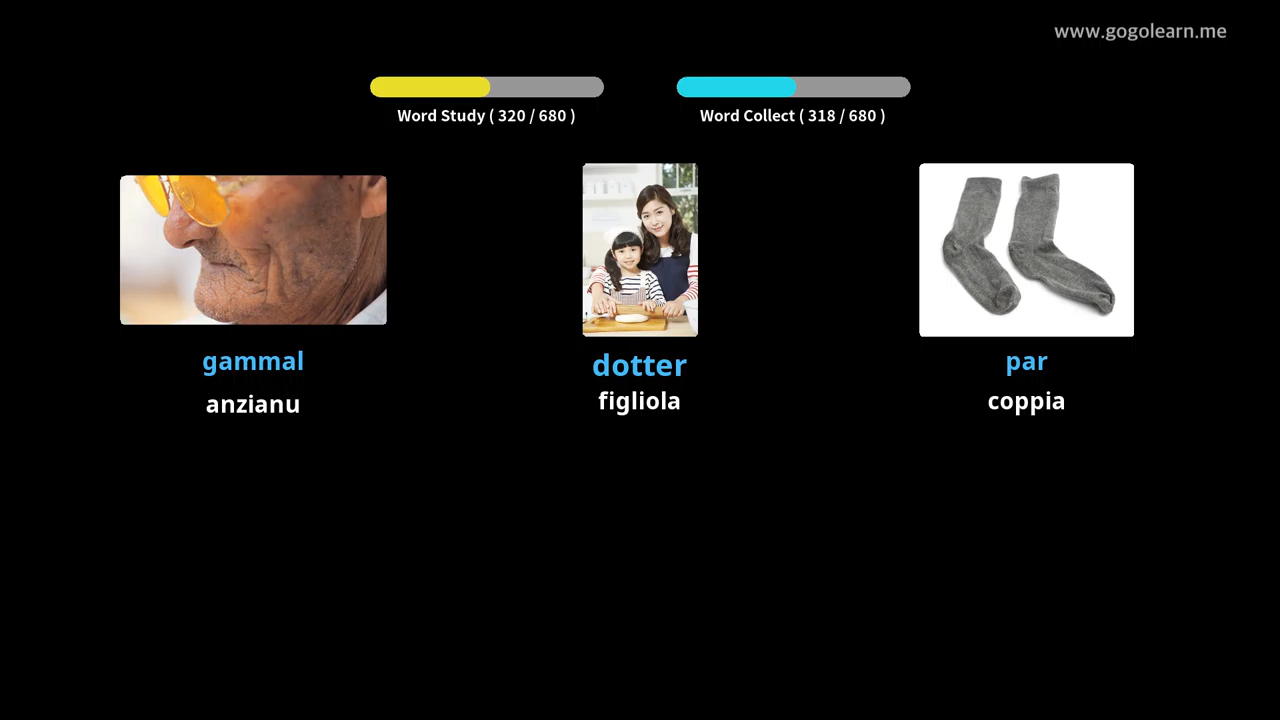 www.gogolearn.me
Word Study ( 320 / 680 )
Word Collect ( 318 / 680 )
gammal
anzianu
dotter
figliola
par
coppia